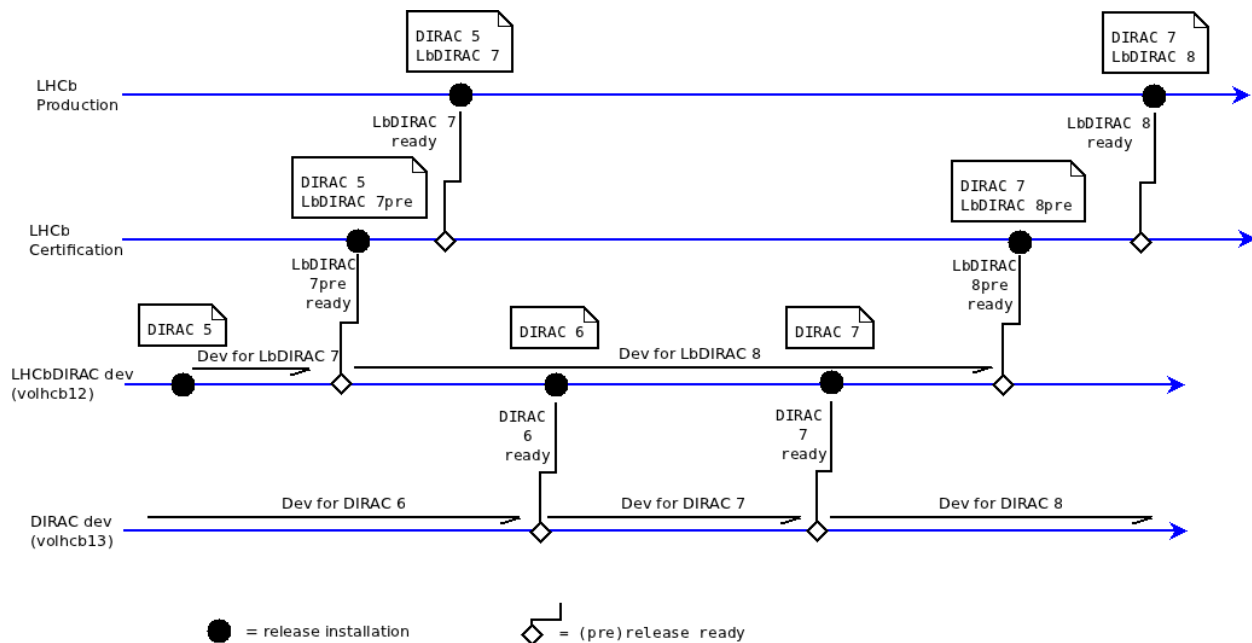 DIRAC 5
LbDIRAC 7
DIRAC 7
LbDIRAC 8
LHCb
Production
LbDIRAC 7
ready
LbDIRAC 8
ready
DIRAC 5
LbDIRAC 7pre
DIRAC 7
LbDIRAC 8pre
LHCb
Certification
LbDIRAC
7pre
ready
LbDIRAC
8pre
ready
DIRAC 5
DIRAC 6
DIRAC 7
Dev for LbDIRAC 7
Dev for LbDIRAC 8
LHCbDIRAC dev
(volhcb12)
DIRAC
6
ready
DIRAC
7
ready
Dev for DIRAC 6
Dev for DIRAC 7
Dev for DIRAC 8
DIRAC dev
(volhcb13)
= release installation
= (pre)release ready